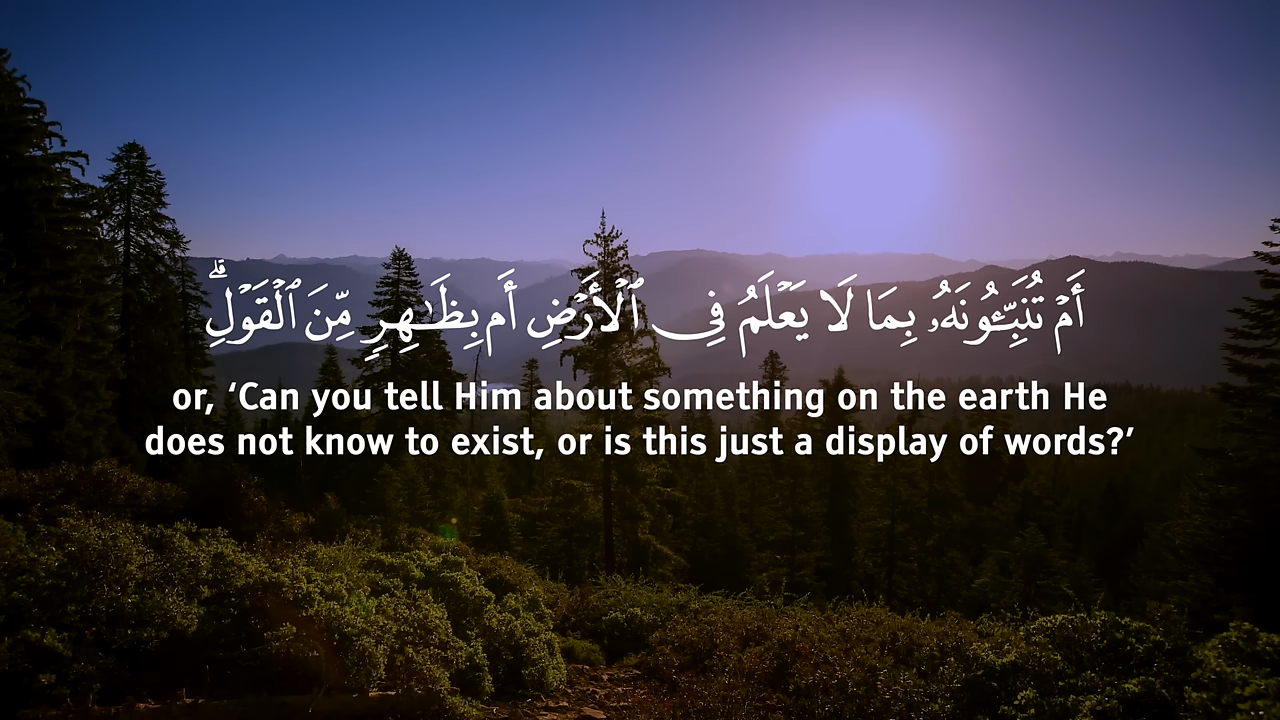 أَمۡ تُنَبِّـُٔونَهُۥ بِمَا لَا يَعۡلَمُ فِي ٱلۡأَرۡضِ أَم بِظَٰهِرٖ مِّنَ ٱلۡقَوۡلِۗ
or, ‘Can you tell Him about something on the earth He
does not know to exist, or is this just a display of words?’